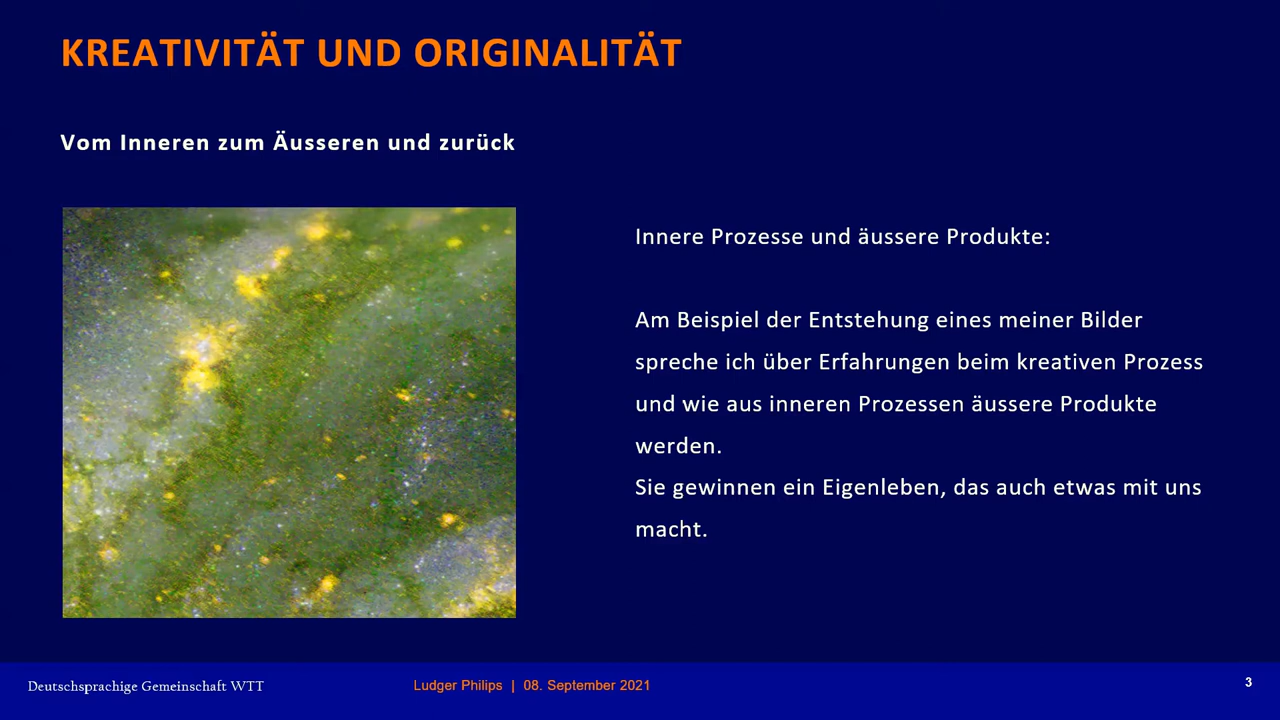 KREATIVITÄT UND ORIGINALITÄT
Vom Inneren zum Äusseren und zurück
Innere Prozesse und äussere Produkte:
Am Beispiel der Entstehung eines meiner Bilder
spreche ich über Erfahrungen beim kreativen Prozess
und wie aus inneren Prozessen äussere Produkte
werden.
Sie gewinnen ein Eigenleben, das auch etwas mit uns
macht.
Deutschsprachige Gemeinschaft WTT
Ludger Philips | 08. September 2021
3